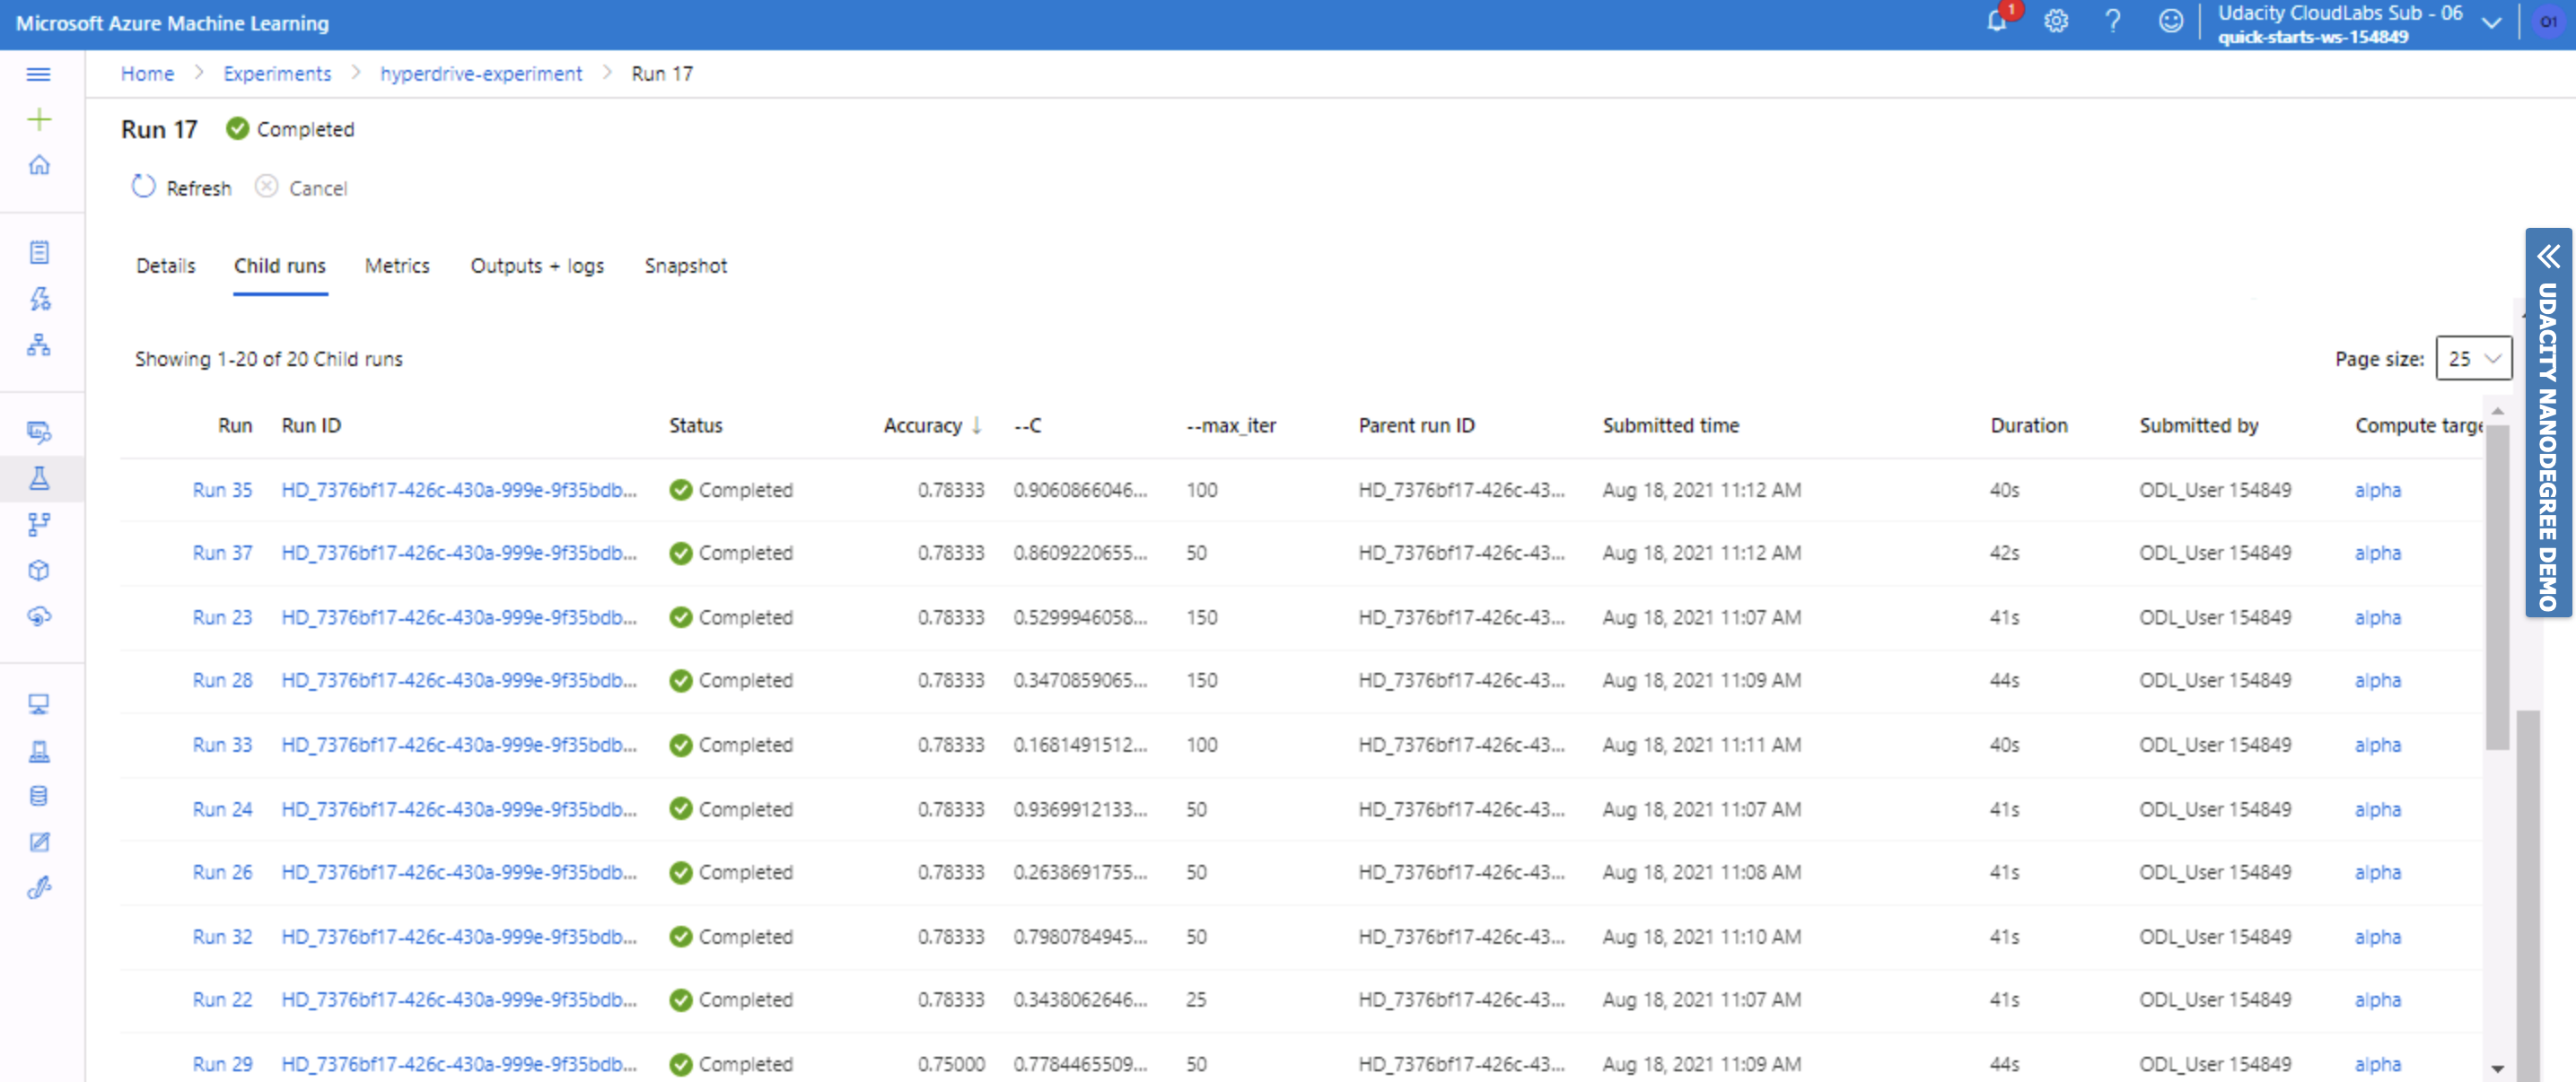 Microsoft Azure Machine Learning
1
Udacity CloudLabs Sub - 06
quick-starts-ws-154849
O1
Home > Experiments > hyperdrive-experiment > Run 17
Run 17 Completed
Refresh Cancel
Details Child runs Metrics Outputs + logs Snapshot
Showing 1-20 of 20 Child runs
Page size: 25
Run Run ID Status Accuracy ↓ --C --max_iter Parent run ID Submitted time Duration Submitted by Compute targe
Run 35 HD_7376bf17-426c-430a-999e-9f35bdb... Completed 0.78333 0.9060866046... 100 HD_7376bf17-426c-43... Aug 18, 2021 11:12 AM 40s ODL_User 154849 alpha
Run 37 HD_7376bf17-426c-430a-999e-9f35bdb... Completed 0.78333 0.8609220655... 50 HD_7376bf17-426c-43... Aug 18, 2021 11:12 AM 42s ODL_User 154849 alpha
Run 23 HD_7376bf17-426c-430a-999e-9f35bdb... Completed 0.78333 0.5299946058... 150 HD_7376bf17-426c-43... Aug 18, 2021 11:07 AM 41s ODL_User 154849 alpha
Run 28 HD_7376bf17-426c-430a-999e-9f35bdb... Completed 0.78333 0.3470859065... 150 HD_7376bf17-426c-43... Aug 18, 2021 11:09 AM 44s ODL_User 154849 alpha
Run 33 HD_7376bf17-426c-430a-999e-9f35bdb... Completed 0.78333 0.1681491512... 100 HD_7376bf17-426c-43... Aug 18, 2021 11:11 AM 40s ODL_User 154849 alpha
Run 24 HD_7376bf17-426c-430a-999e-9f35bdb... Completed 0.78333 0.9369912133... 50 HD_7376bf17-426c-43... Aug 18, 2021 11:07 AM 41s ODL_User 154849 alpha
Run 26 HD_7376bf17-426c-430a-999e-9f35bdb... Completed 0.78333 0.2638691755... 50 HD_7376bf17-426c-43... Aug 18, 2021 11:08 AM 41s ODL_User 154849 alpha
Run 32 HD_7376bf17-426c-430a-999e-9f35bdb... Completed 0.78333 0.7980784945... 50 HD_7376bf17-426c-43... Aug 18, 2021 11:10 AM 41s ODL_User 154849 alpha
Run 22 HD_7376bf17-426c-430a-999e-9f35bdb... Completed 0.78333 0.3438062646... 25 HD_7376bf17-426c-43... Aug 18, 2021 11:07 AM 41s ODL_User 154849 alpha
Run 29 HD_7376bf17-426c-430a-999e-9f35bdb... Completed 0.75000 0.7784465509... 50 HD_7376bf17-426c-43... Aug 18, 2021 11:09 AM 44s ODL_User 154849 alpha
UDACITY NANODEGREE DEMO